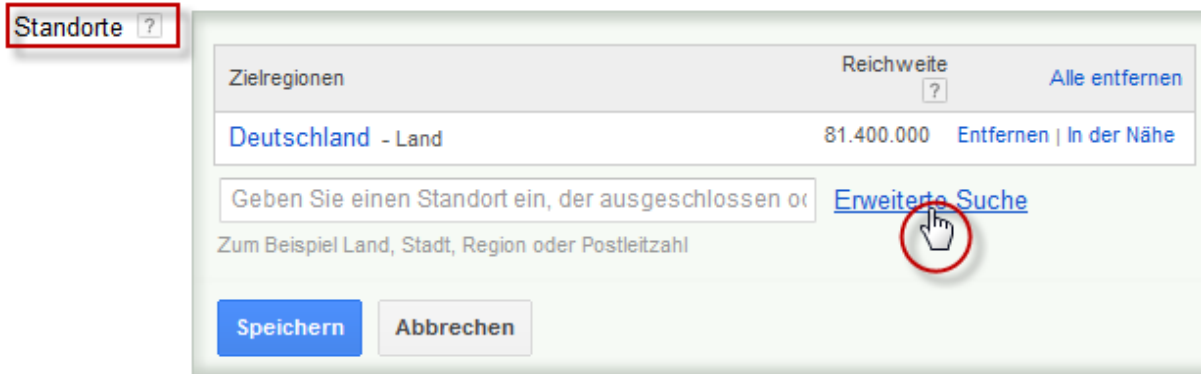 Standorte ?
Zielregionen Reichweite ? Alle entfernen
Deutschland - Land 81.400.000 Entfernen | In der Nähe
Geben Sie einen Standort ein, der ausgeschlossen Erweiterte Suche
Zum Beispiel Land, Stadt, Region oder Postleitzahl
Speichern Abbrechen